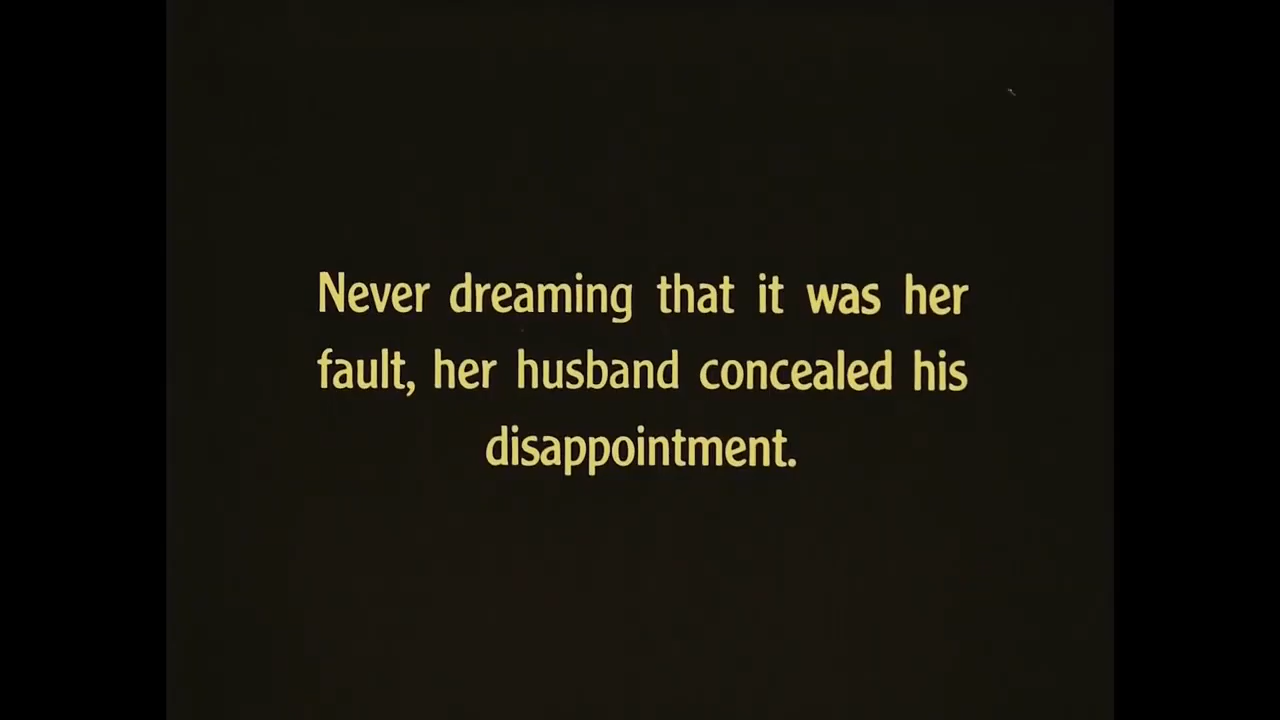 Never dreaming that it was her
fault, her husband concealed his
disappointment.